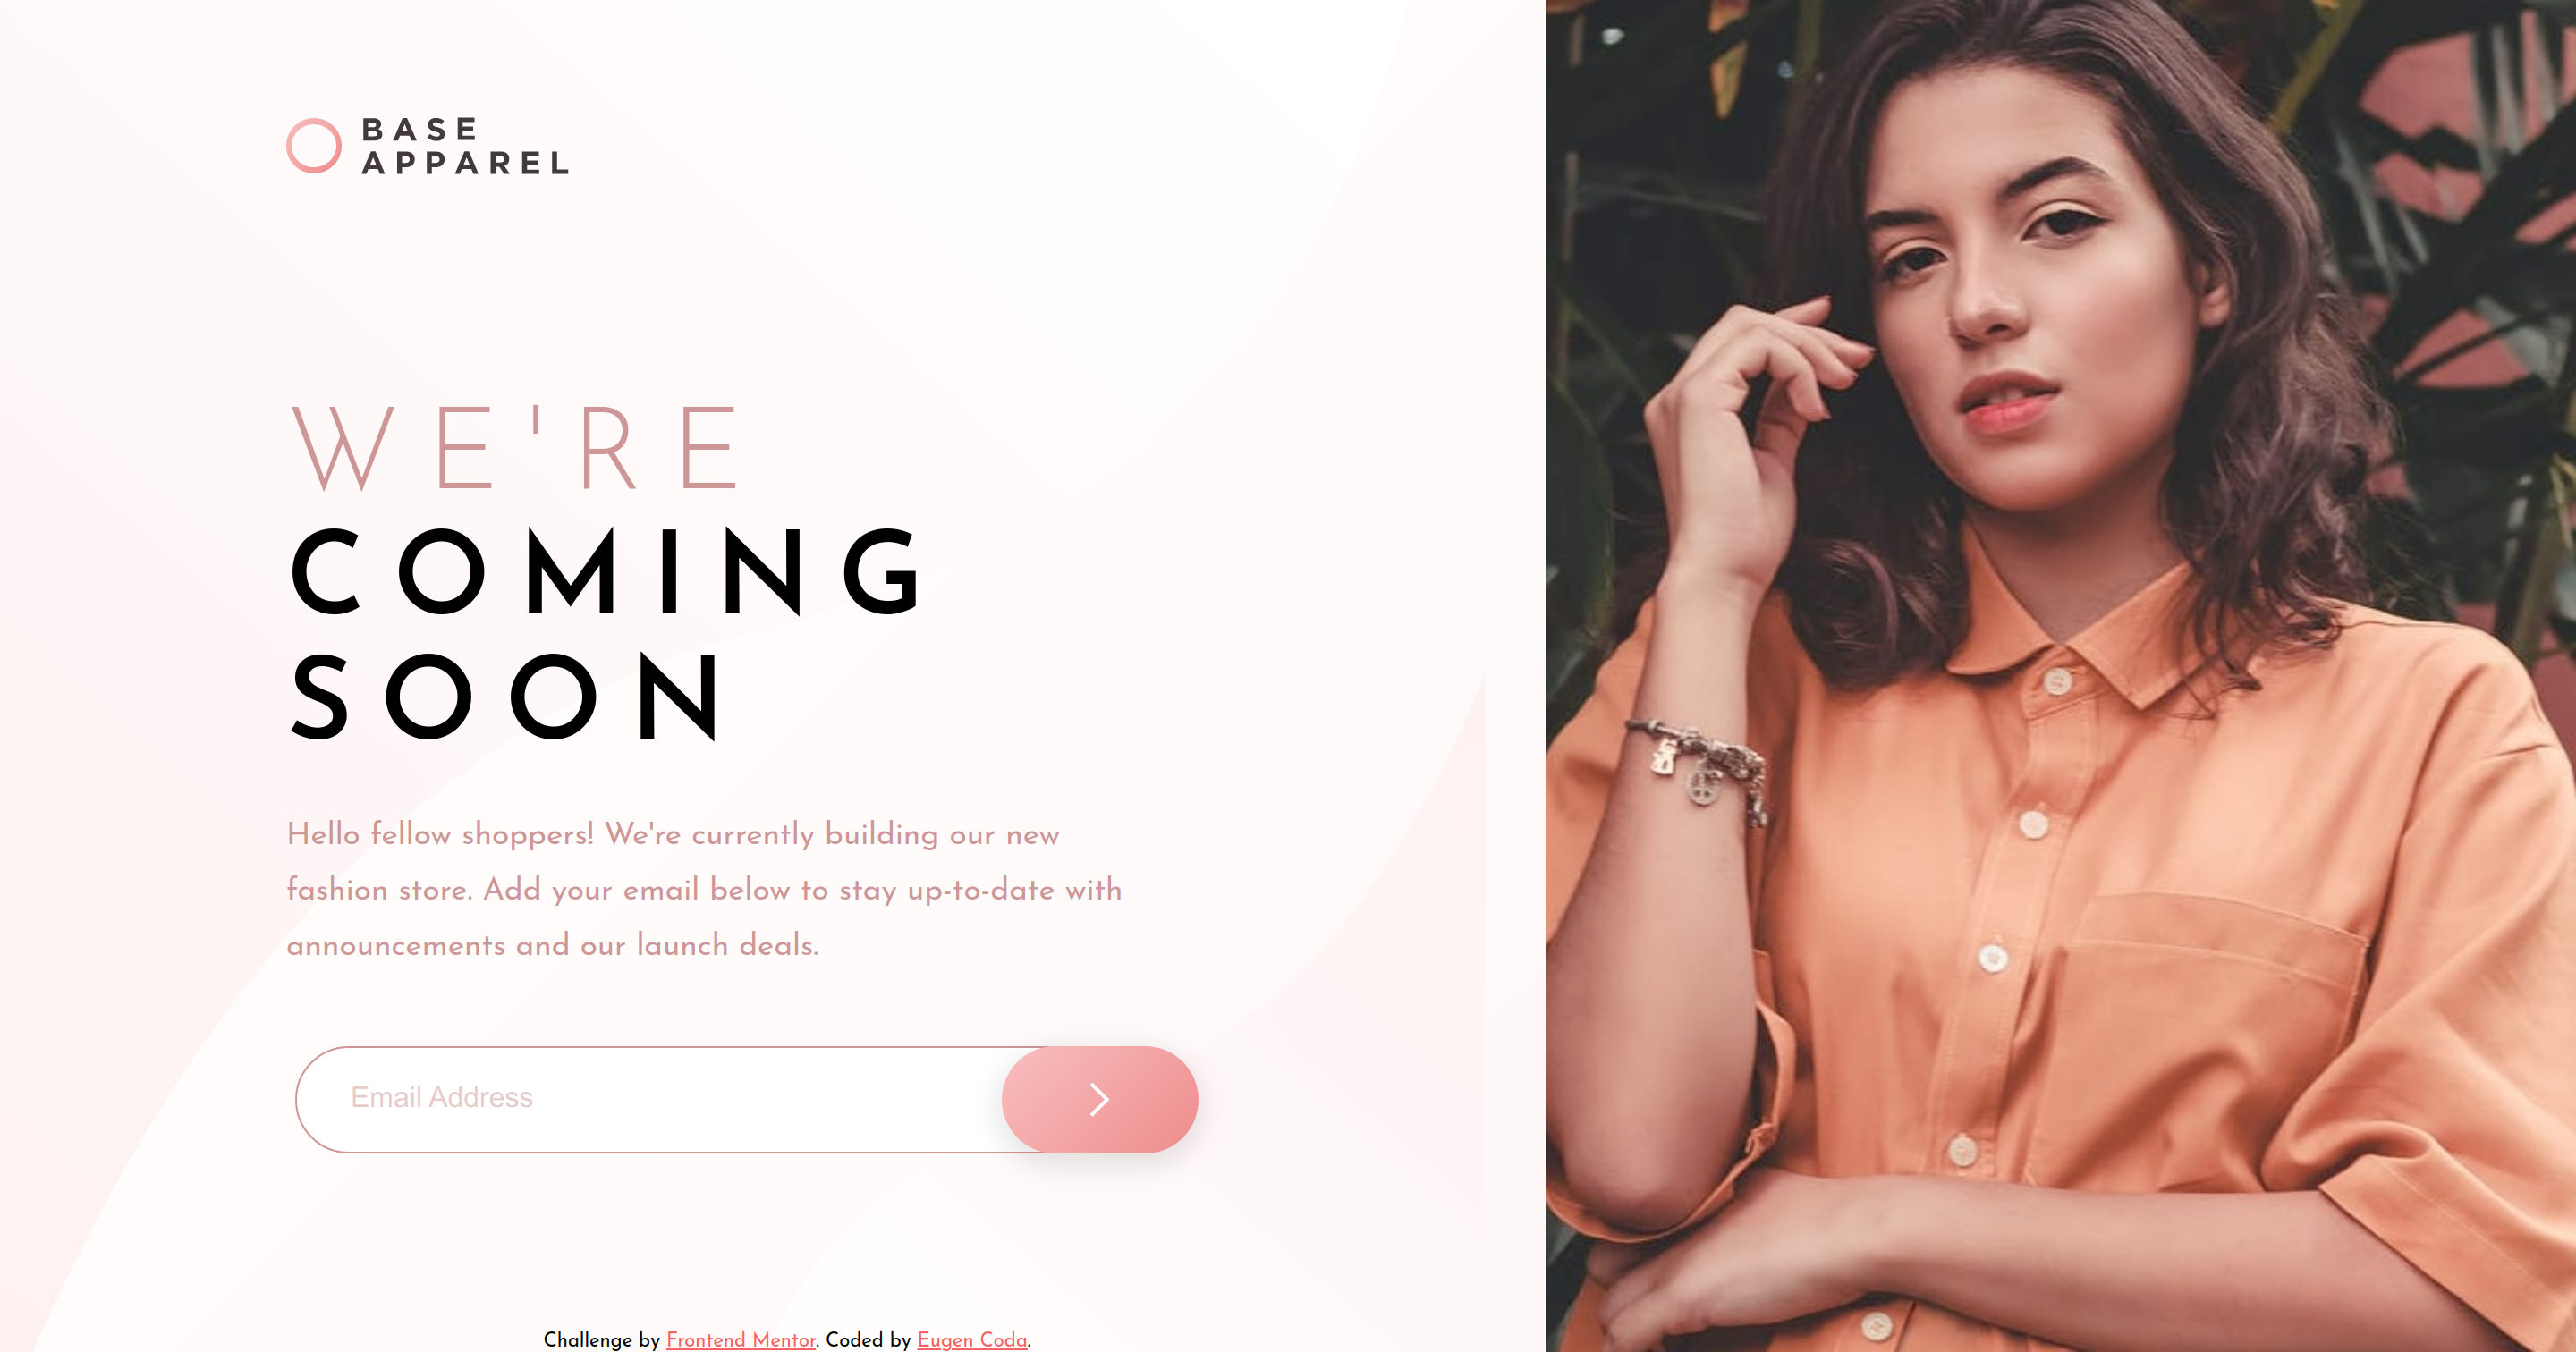 BASE
APPAREL
WE'RE
COMING
SOON
Hello fellow shoppers! We're currently building our new
fashion store. Add your email below to stay up-to-date with
announcements and our launch deals.
Email Address
Challenge by Frontend Mentor. Coded by Eugen Coda.